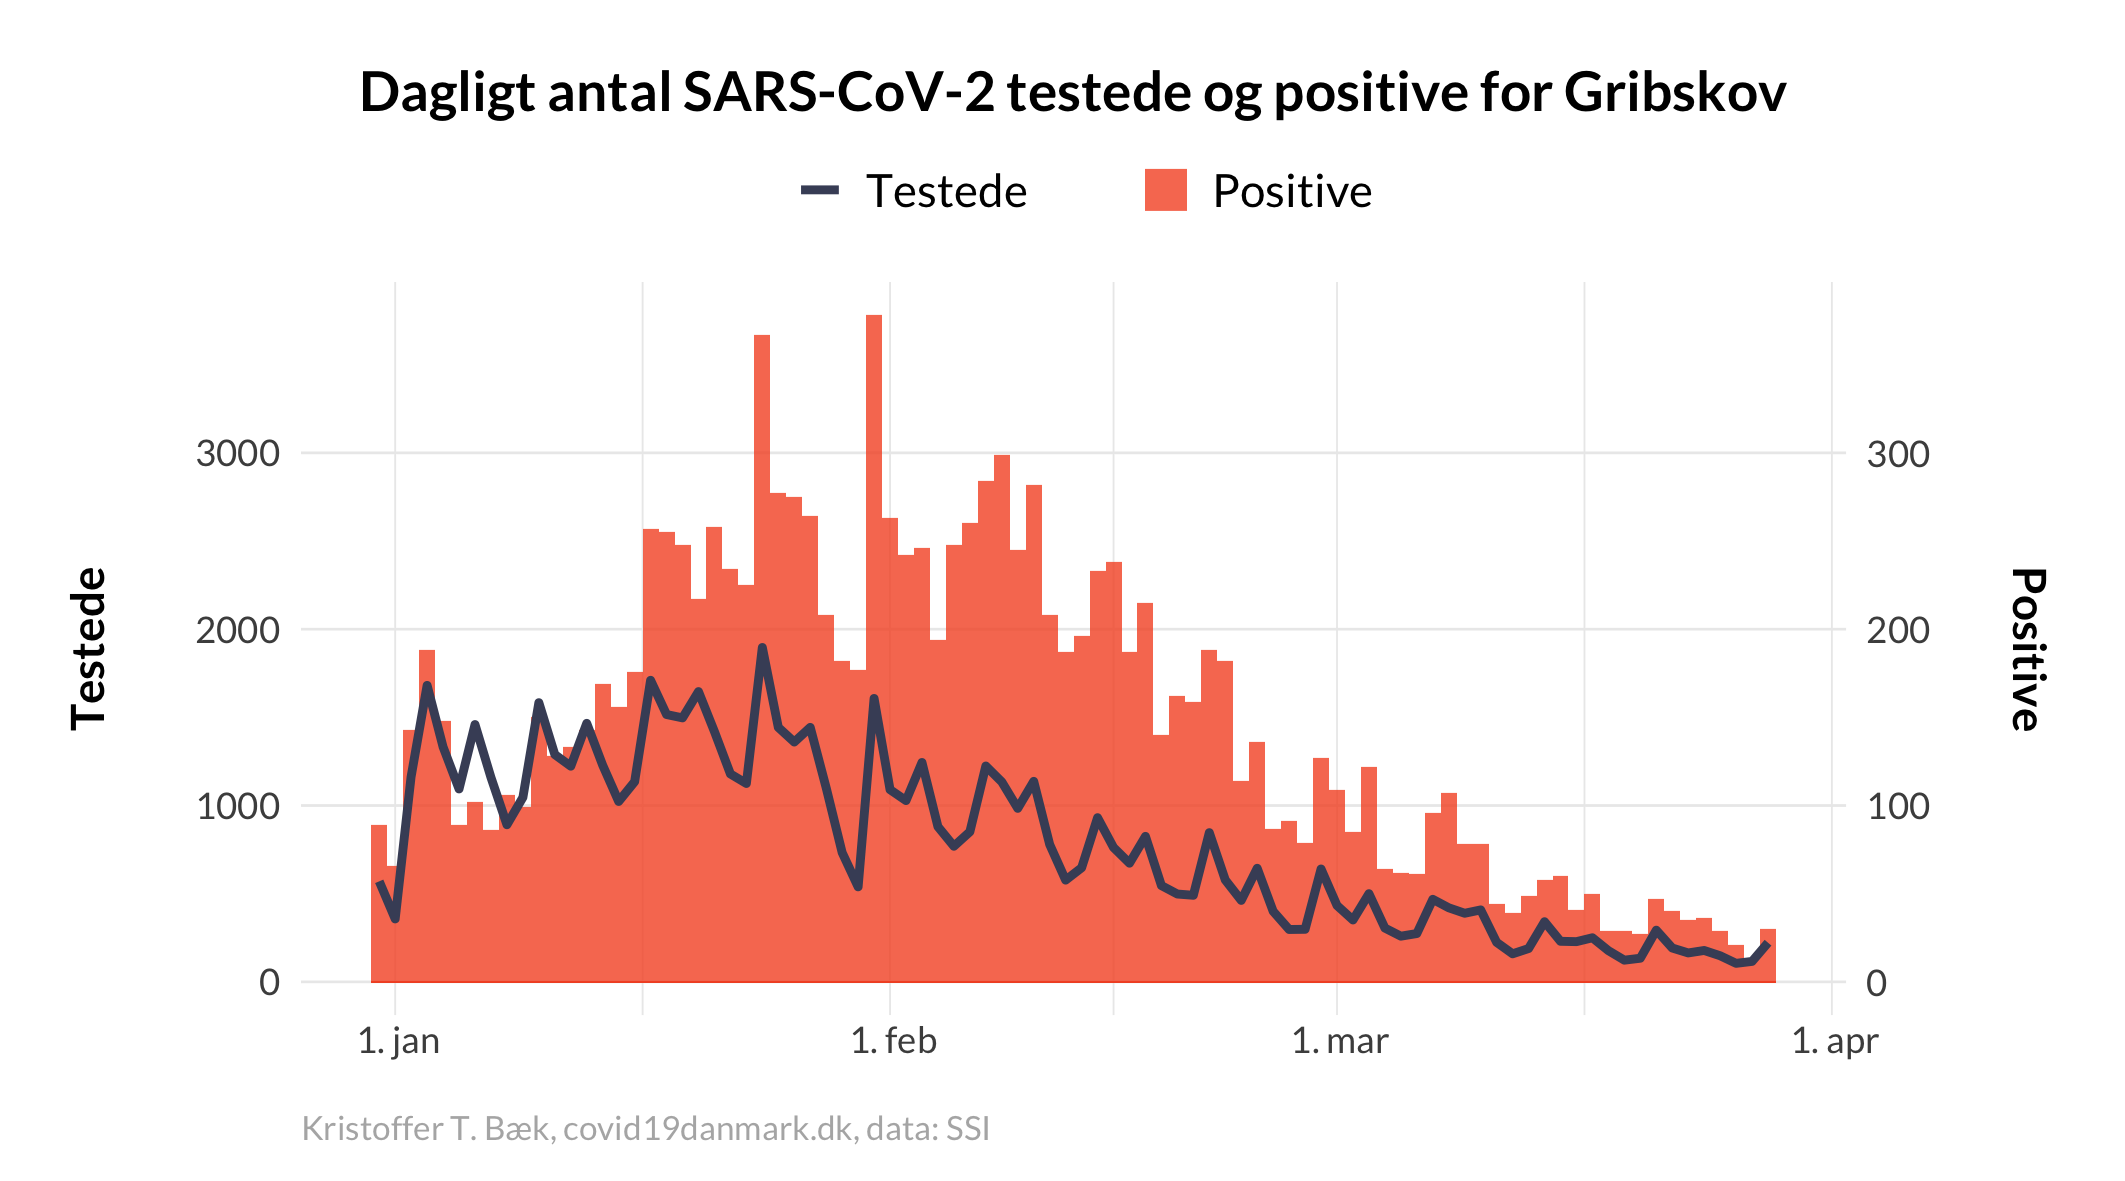 Dagligt antal SARS-CoV-2 testede og positive for Gribskov
Testede
Positive
3000
2000
1000
0
Testede
300
200
100
0
Positive
1. jan
1. feb
1. mar
1. apr
Kristoffer T. Bæk, covid19danmark.dk, data: SSI